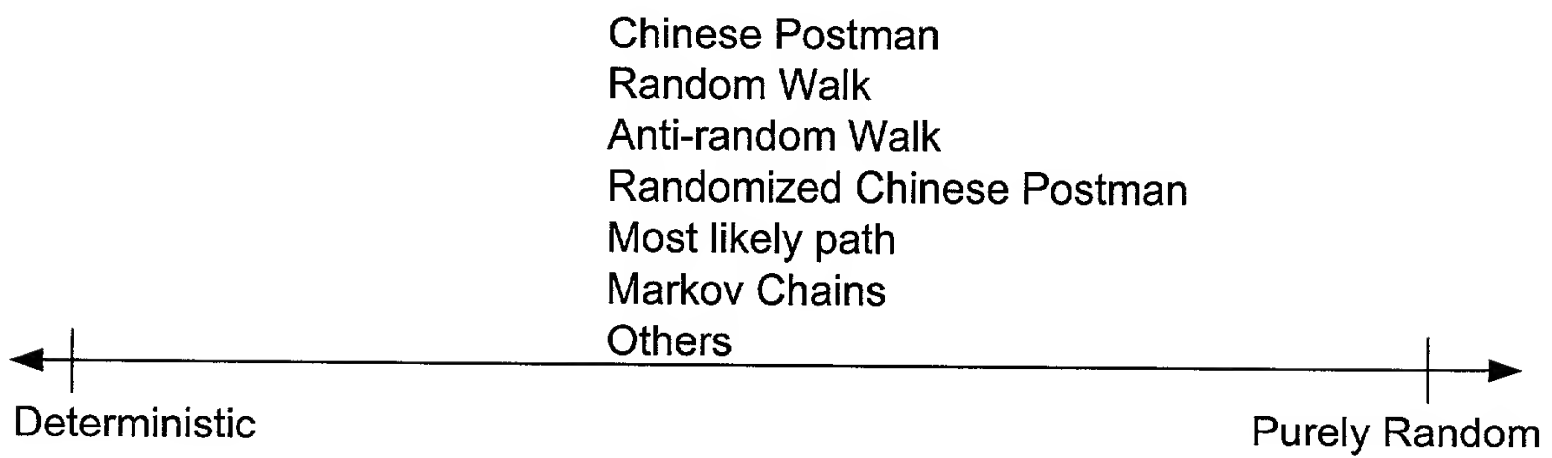 Chinese Postman
Random Walk
Anti-random Walk
Randomized Chinese Postman
Most likely path
Markov Chains
Others
Deterministic
Purely Random